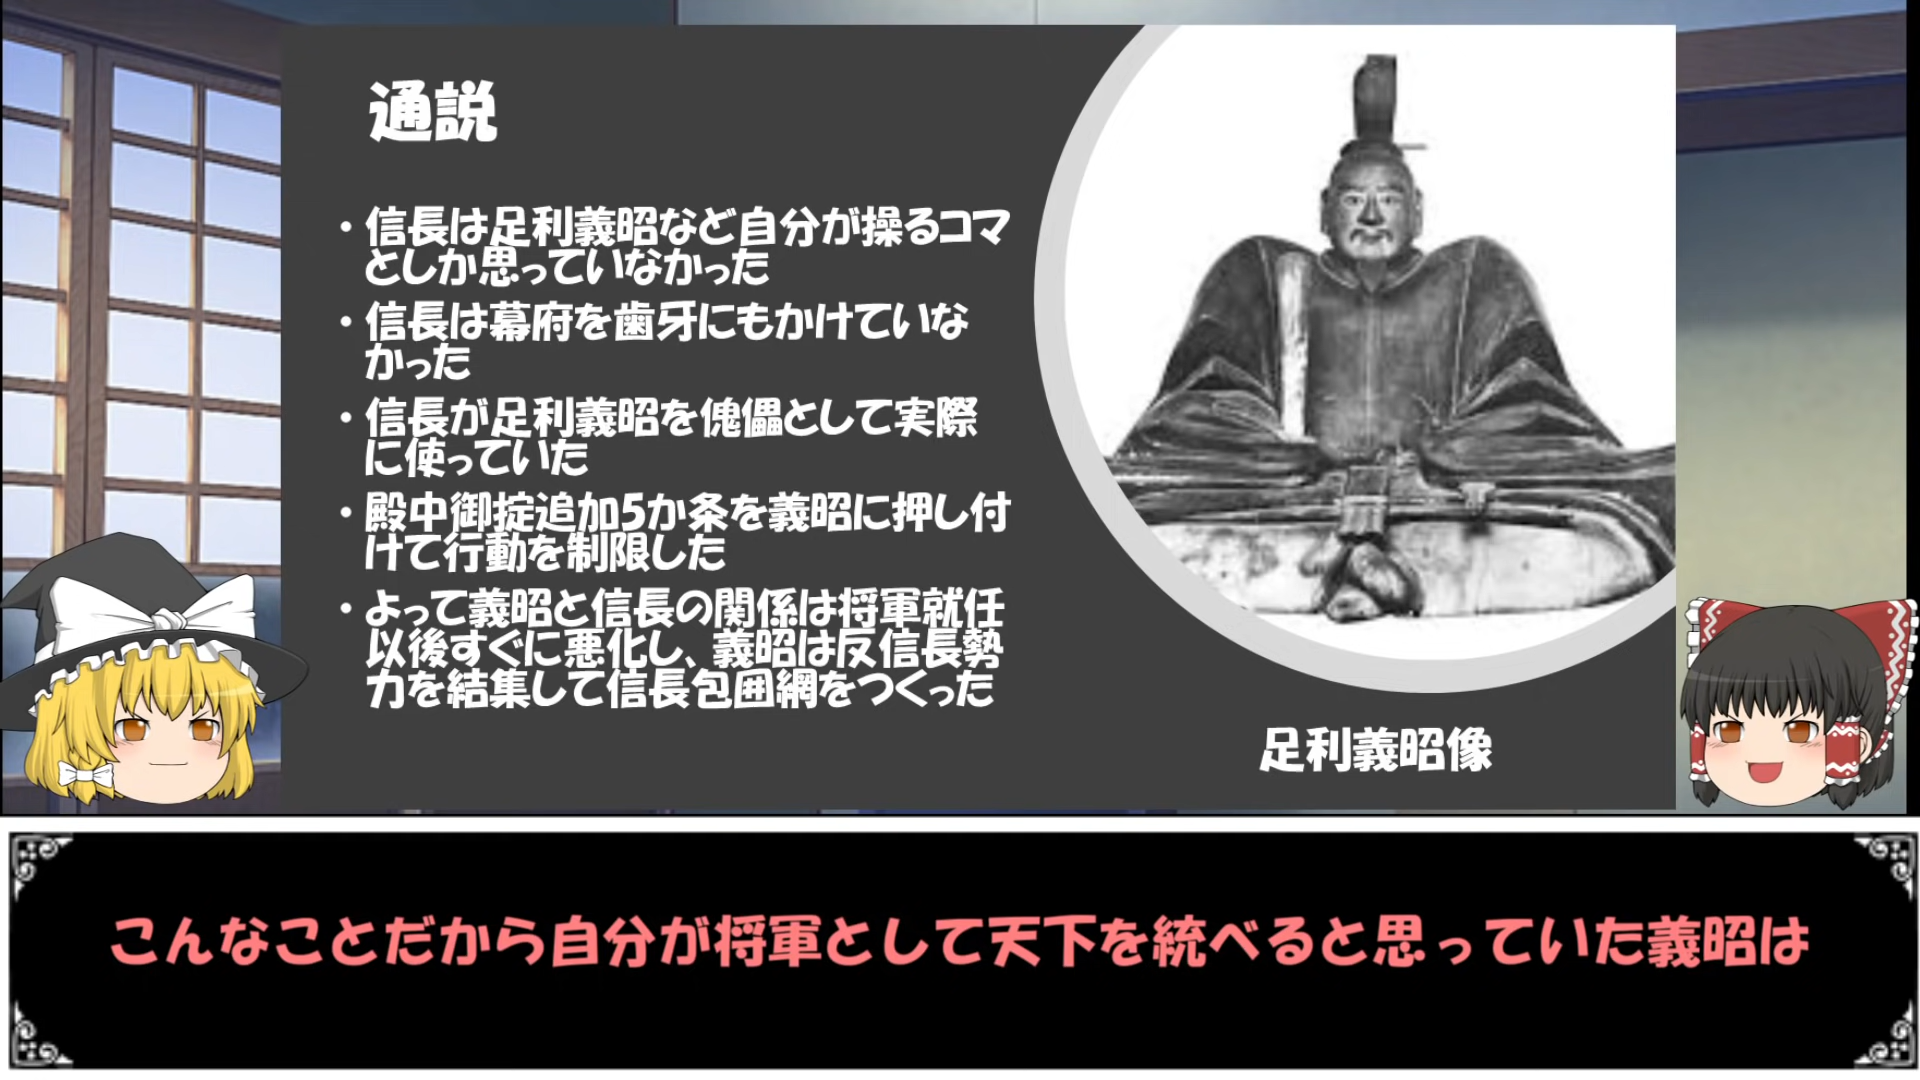 通説
・信長は足利義昭など自分が操るコマ
としか思っていなかった
・信長は幕府を歯牙にもかけていな
かった
・信長が足利義昭を傀儡として実際
に使っていた
・殿中御掟追加5か条を義昭に押し付
けて行動を制限した
・よって義昭と信長の関係は将軍就任
以後すぐに悪化し、義昭は反信長勢
力を結集して信長包囲網をつくった
足利義昭像
こんなことだから自分が将軍として天下を統べると思っていた義昭は